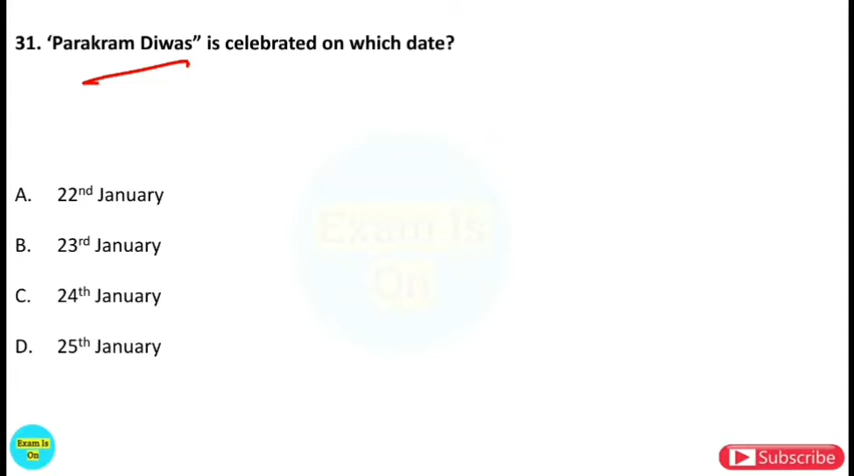 31. ‘Parakram Diwas” is celebrated on which date?
A. 22nd January
B. 23rd January
Exam Is
On
C. 24th January
D. 25th January
Exam Is
On
Subscribe